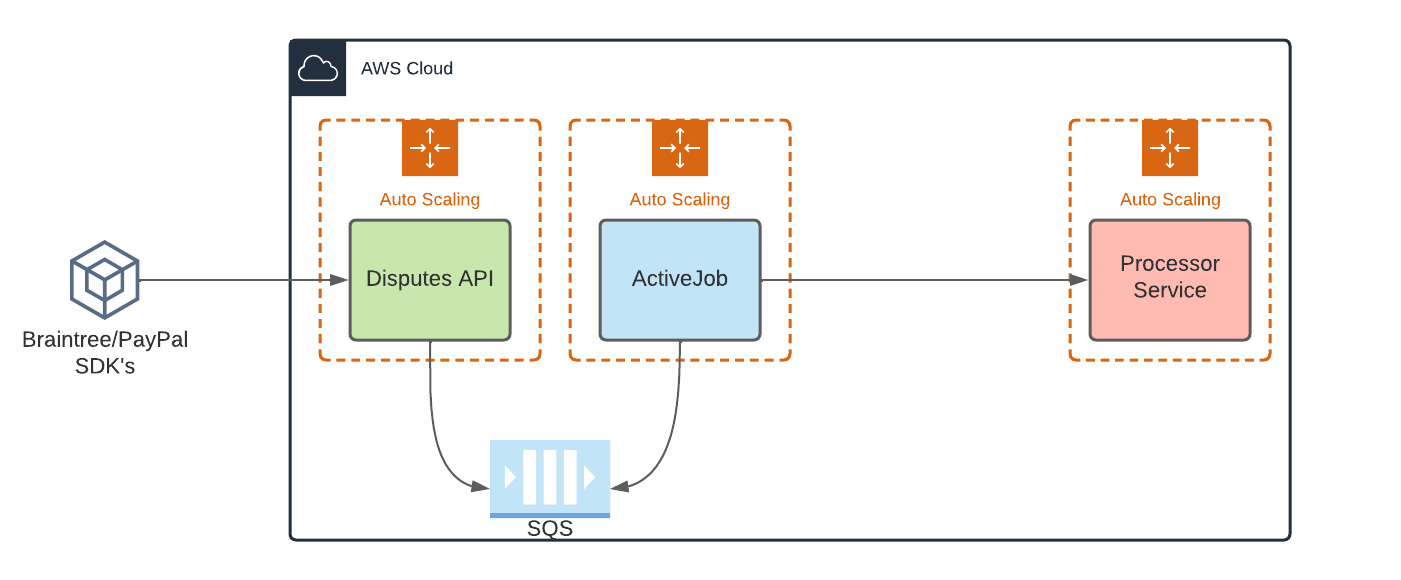 AWS Cloud
Auto Scaling
Auto Scaling
Auto Scaling
Disputes API
ActiveJob
Processor
Service
Braintree/PayPal
SDK's
SQS